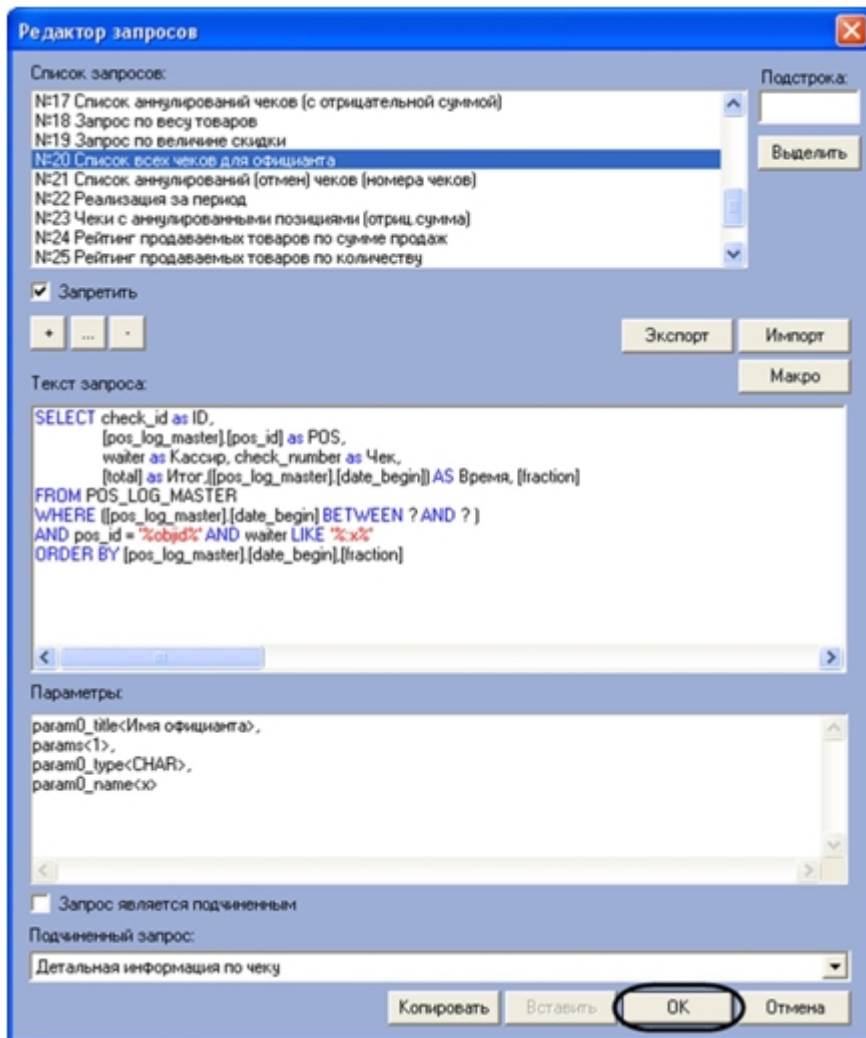 Редактор запросов
Список запросов:
Подстрока:
№17 Список аннулирований чеков (с отрицательной суммой)
№18 Запрос по весу товаров
№19 Запрос по величине скидки
№20 Список всех чеков для официанта
№21 Список аннулирований (отмен) чеков (номера чеков)
№22 Реализация за период
№23 Чеки с аннулированными позициями (отриц.сумма)
№24 Рейтинг продаваемых товаров по сумме продаж
№25 Рейтинг продаваемых товаров по количеству
Выделить
Запретить
+ ... -
Экспорт Импорт
Макро
Текст запроса:
SELECT check_id as ID,
[pos_log_master].[pos_id] as POS,
waiter as Кассир, check_number as Чек,
[total] as Итог,([pos_log_master].[date_begin]) AS Время, [fraction]
FROM POS_LOG_MASTER
WHERE ([pos_log_master].[date_begin] BETWEEN ? AND ? )
AND pos_id = '%objid%' AND waiter LIKE '%:x%'
ORDER BY [pos_log_master].[date_begin],[fraction]
Параметры:
param0_title<Имя официанта>,
params<1>,
param0_type<CHAR>,
param0_name<x>
Запрос является подчиненным
Подчиненный запрос:
Детальная информация по чеку
Копировать Вставить OK Отмена